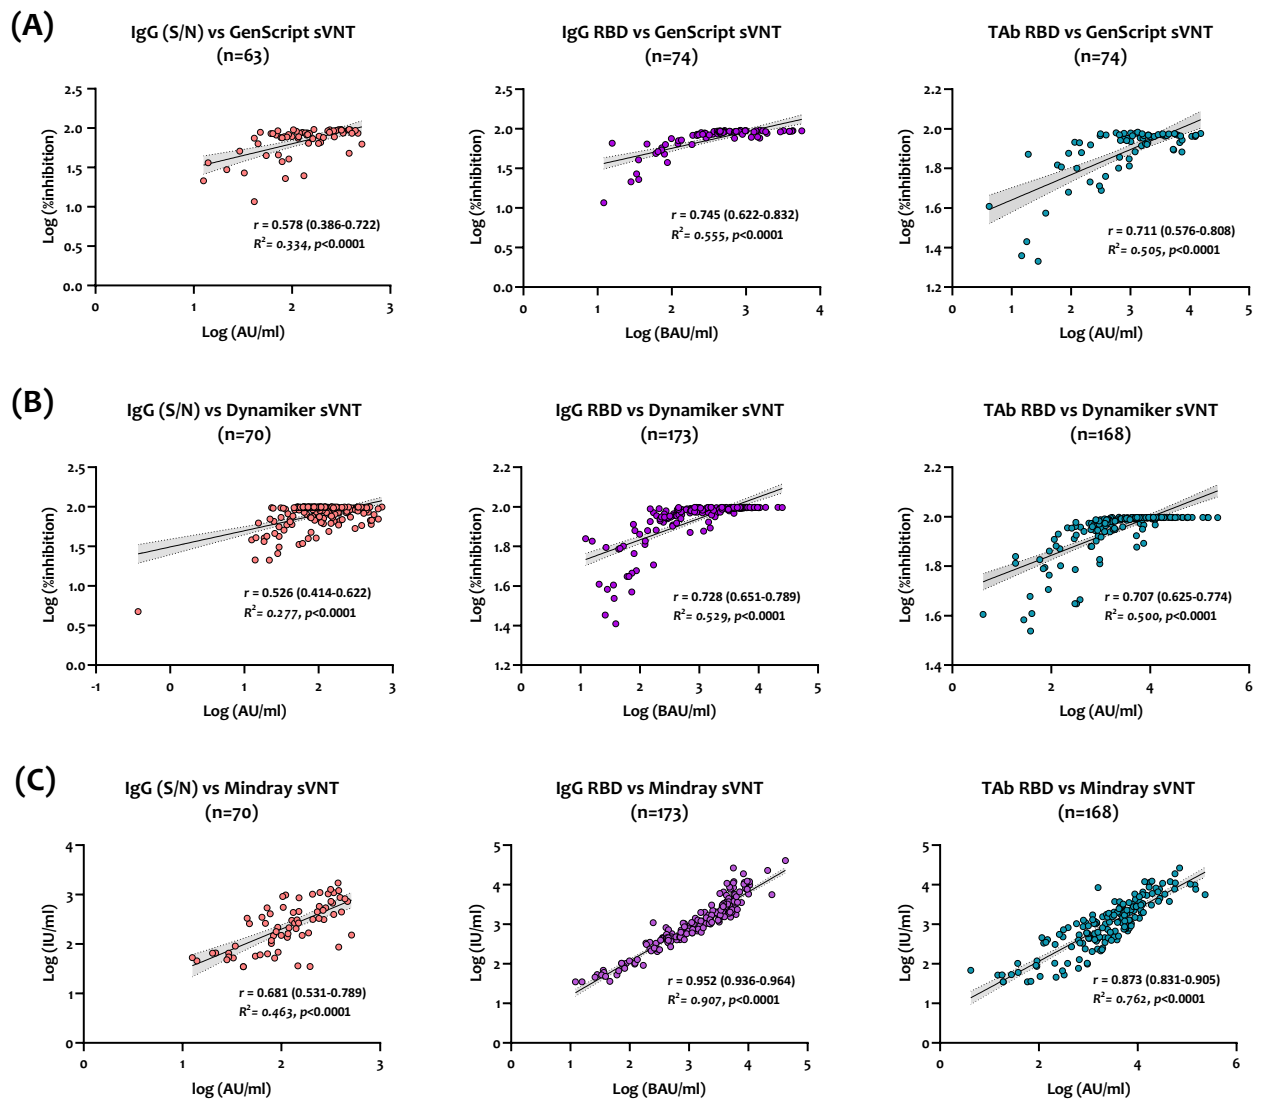 (A)
IgG (S/N) vs GenScript sVNT
(n=63)
2.5
2.0
1.5
1.0
0.5
0.0
Log (%inhibition)
r = 0.578 (0.386-0.722)
R²= 0.334, p<0.0001
0 1 2 3
Log (AU/ml)
IgG RBD vs GenScript sVNT
(n=74)
2.5
2.0
1.5
1.0
0.5
0.0
Log (%inhibition)
r = 0.745 (0.622-0.832)
R²= 0.555, p<0.0001
0 1 2 3 4
Log (BAU/ml)
TAb RBD vs GenScript sVNT
(n=74)
2.2
2.0
1.8
1.6
1.4
1.2
Log (%inhibition)
r = 0.711 (0.576-0.808)
R²= 0.505, p<0.0001
0 1 2 3 4 5
Log (AU/ml)
(B)
IgG (S/N) vs Dynamiker sVNT
(n=70)
2.5
2.0
1.5
1.0
0.5
0.0
Log (%inhibition)
r = 0.526 (0.414-0.622)
R²= 0.277, p<0.0001
-1 0 1 2 3
Log (AU/ml)
IgG RBD vs Dynamiker sVNT
(n=173)
2.2
2.0
1.8
1.6
1.4
1.2
Log (%inhibition)
r = 0.728 (0.651-0.789)
R²= 0.529, p<0.0001
0 1 2 3 4 5
Log (BAU/ml)
TAb RBD vs Dynamiker sVNT
(n=168)
2.2
2.0
1.8
1.6
1.4
Log (%inhibition)
r = 0.707 (0.625-0.774)
R²= 0.500, p<0.0001
0 2 4 6
Log (AU/ml)
(C)
IgG (S/N) vs Mindray sVNT
(n=70)
4
3
2
1
0
Log (IU/ml)
r = 0.681 (0.531-0.789)
R²= 0.463, p<0.0001
0 1 2 3
log (AU/ml)
IgG RBD vs Mindray sVNT
(n=173)
5
4
3
2
1
0
Log (IU/ml)
r = 0.952 (0.936-0.964)
R²= 0.907, p<0.0001
0 1 2 3 4 5
Log (BAU/ml)
TAb RBD vs Mindray sVNT
(n=168)
5
4
3
2
1
0
Log (IU/ml)
r = 0.873 (0.831-0.905)
R²= 0.762, p<0.0001
0 2 4 6
Log (AU/ml)